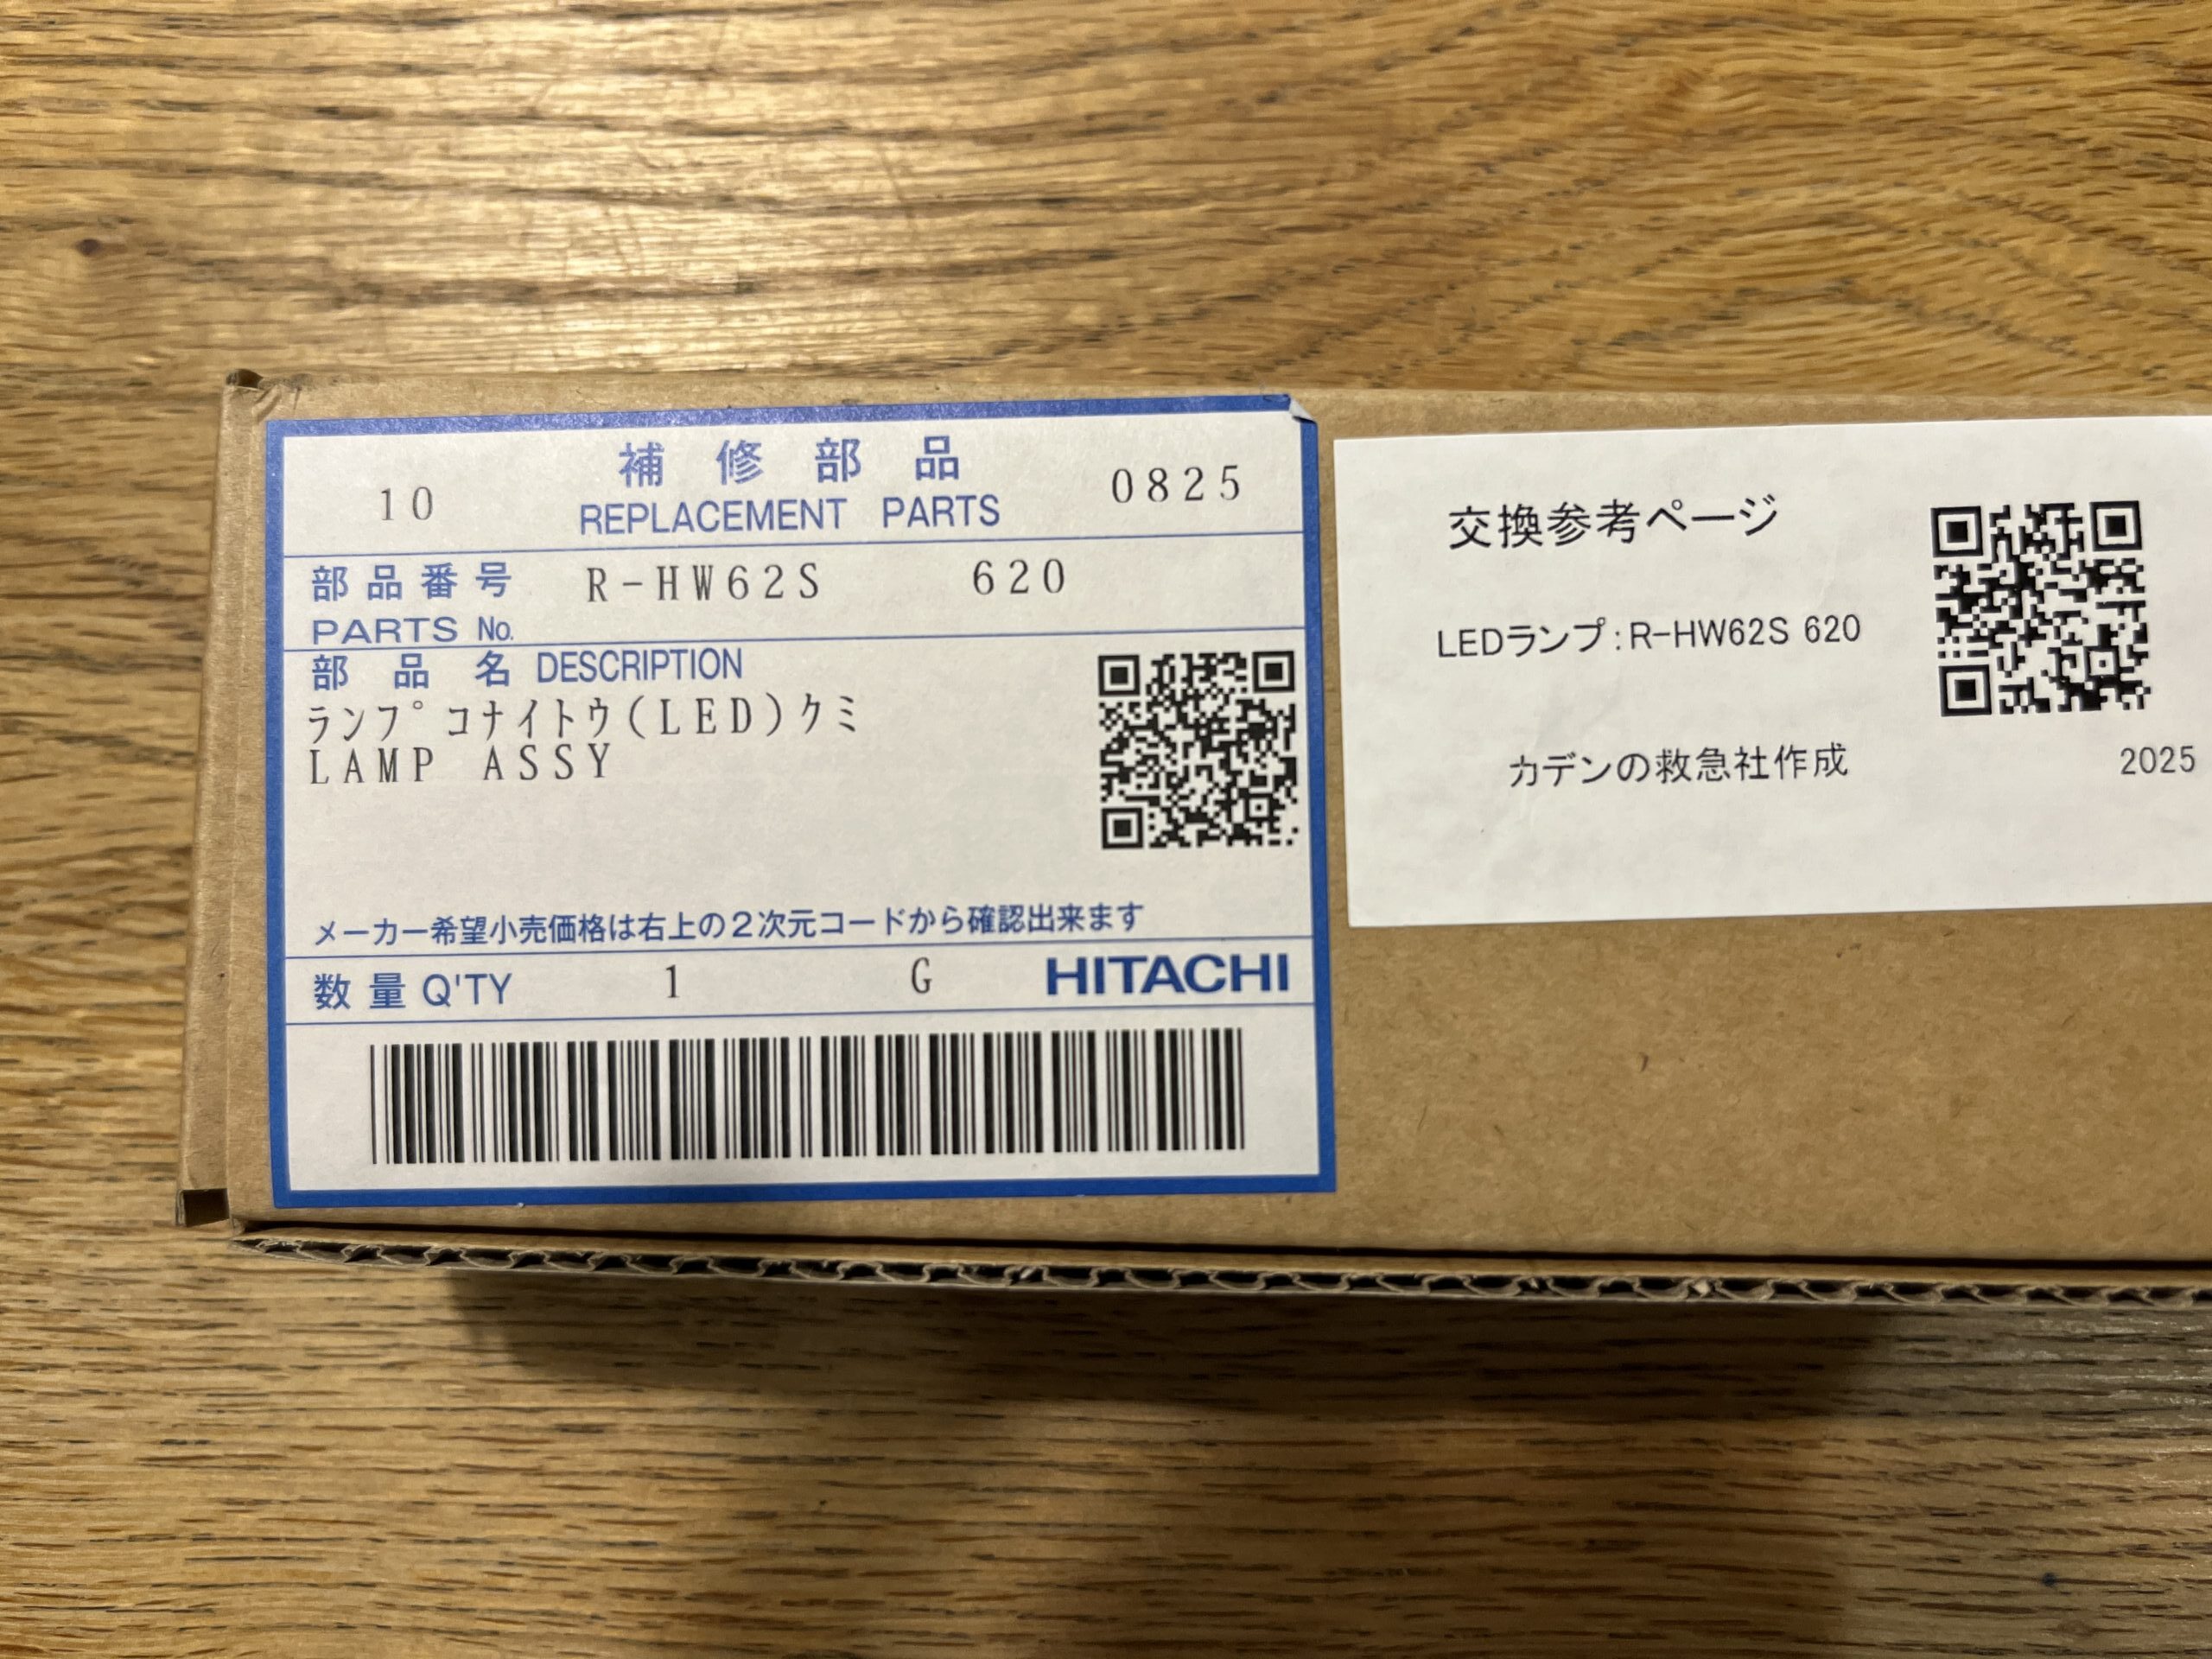 10 補修部品 0825
REPLACEMENT PARTS
部品番号 R-HW62S 620
PARTS No.
部品名 DESCRIPTION
ランプ゜コナイトウ(LED)クミ
LAMP ASSY
メーカー希望小売価格は右上の2次元コードから確認出来ます
数量 Q'TY 1 G HITACHI
交換参考ページ
LEDランプ:R-HW62S 620
カデンの救急社作成 2025